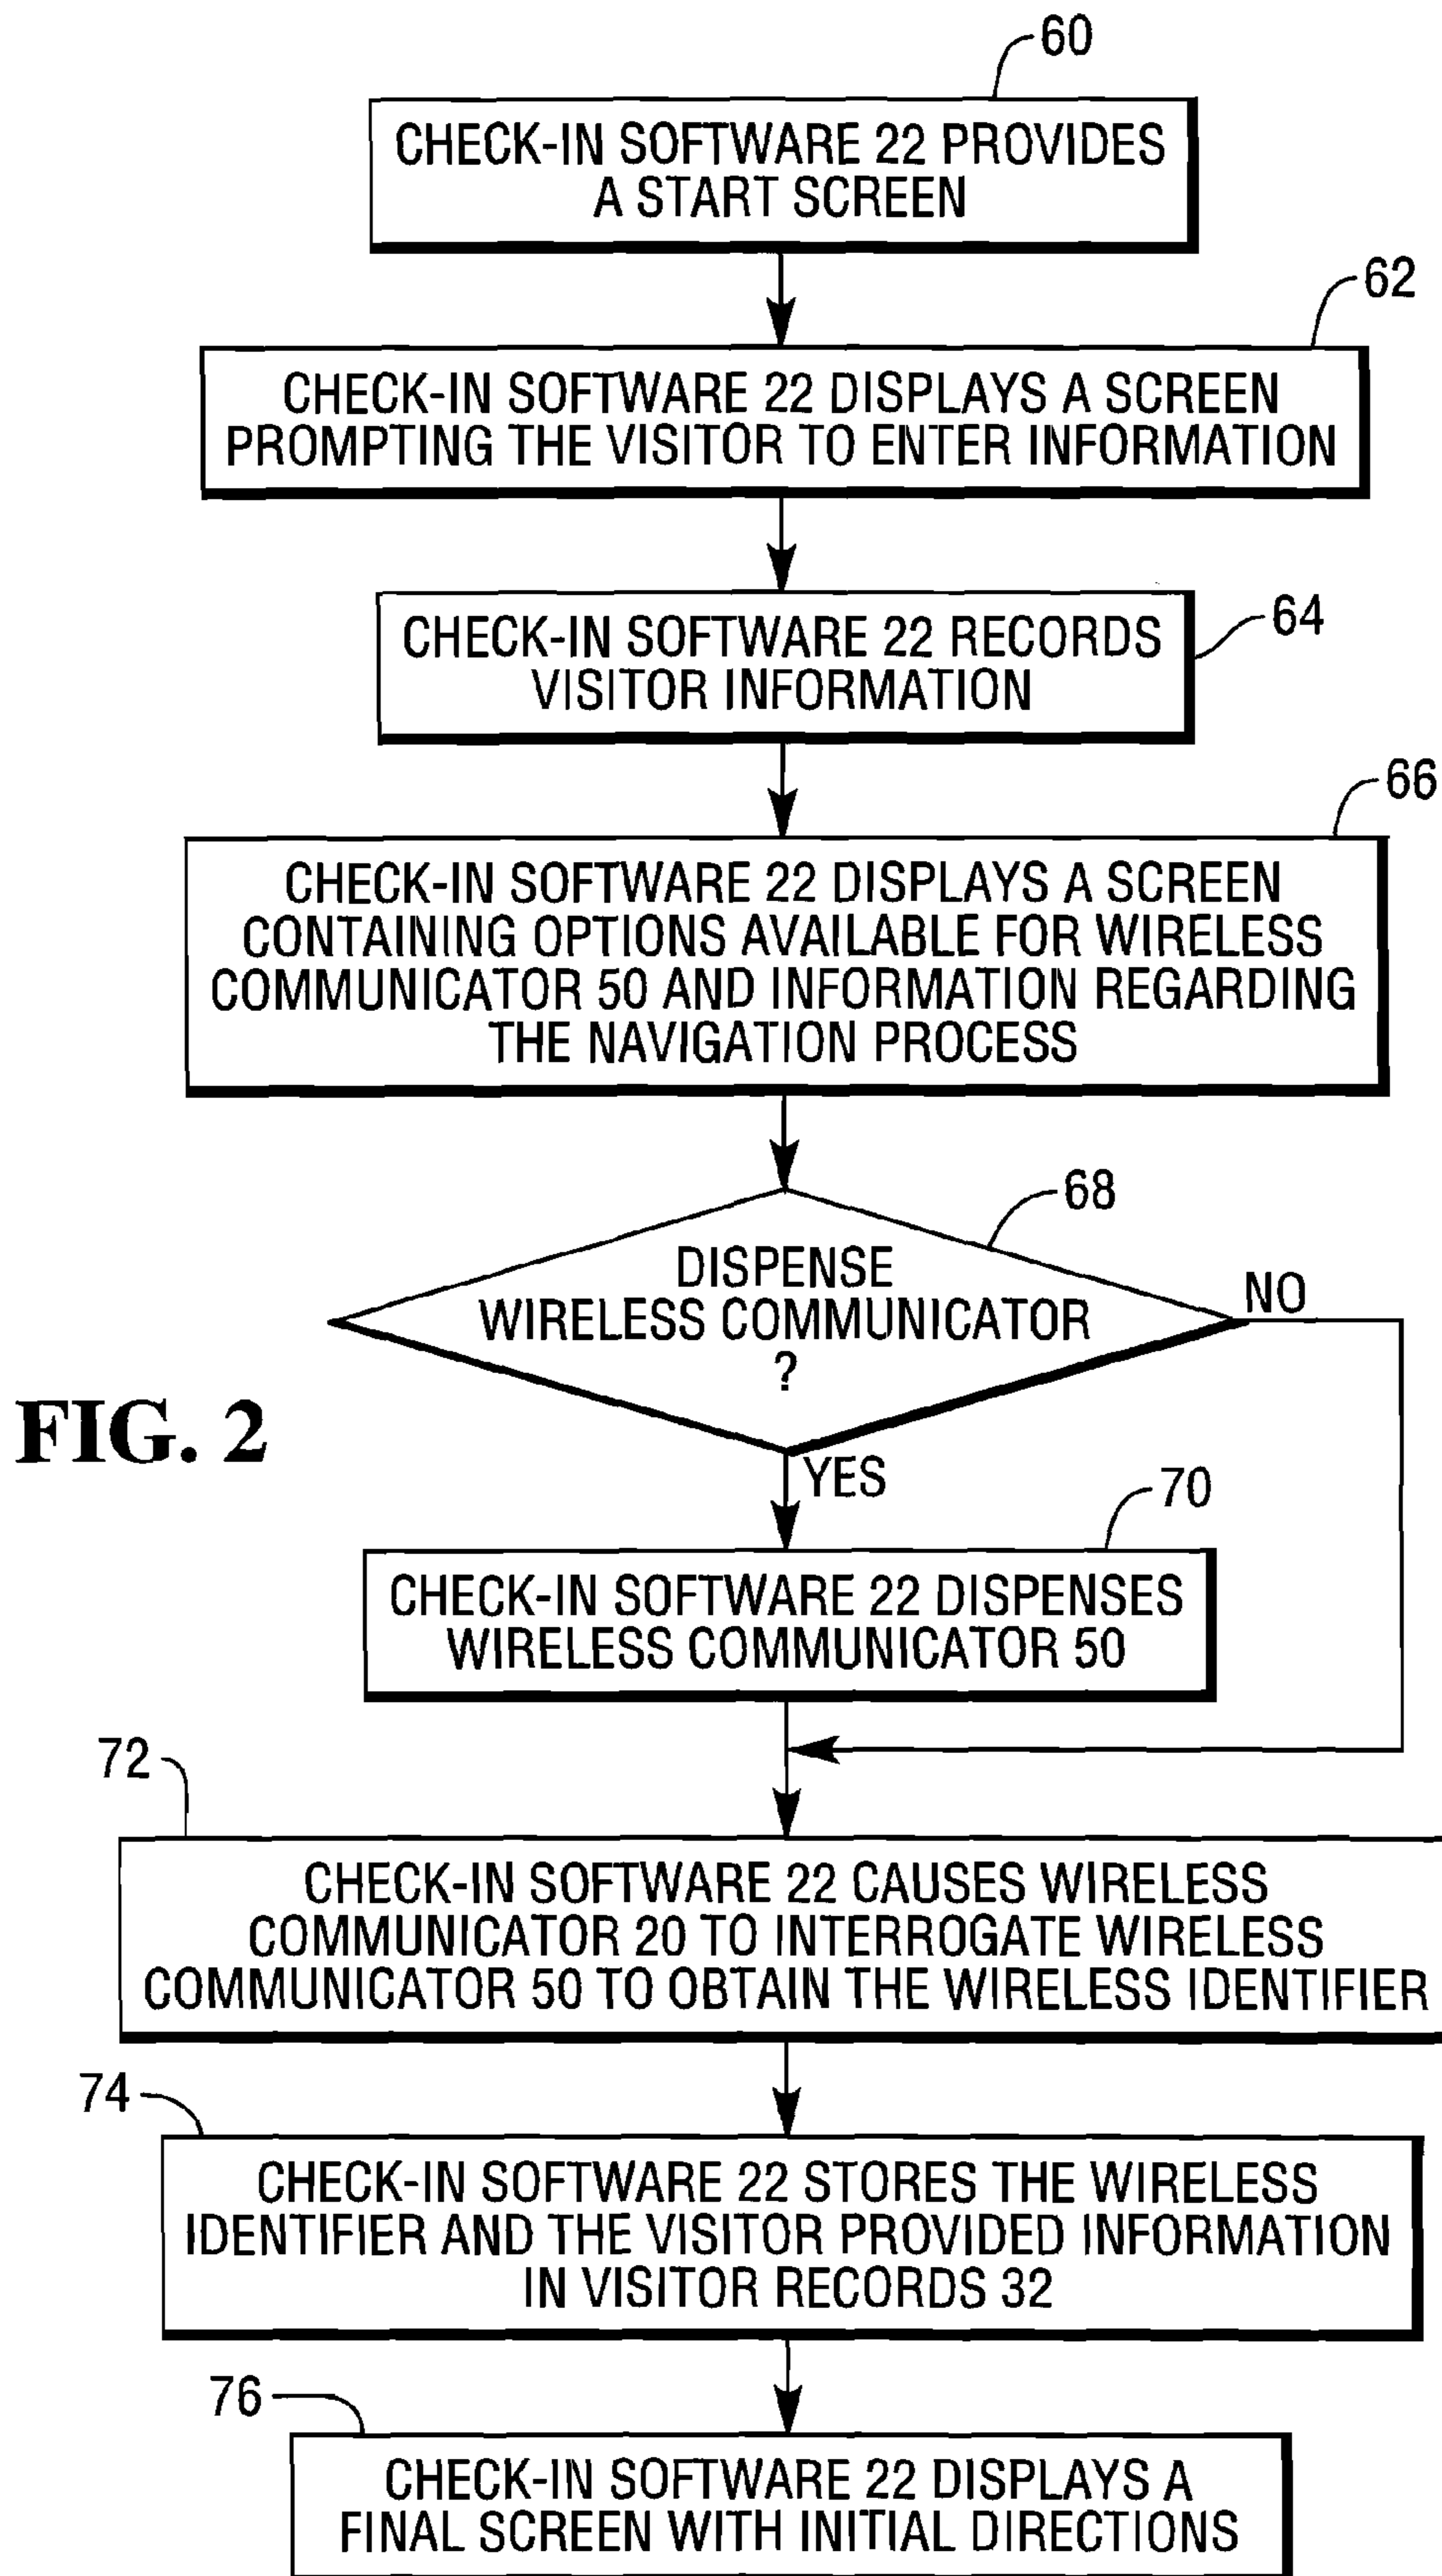 60
CHECK-IN SOFTWARE 22 PROVIDES
A START SCREEN
62
CHECK-IN SOFTWARE 22 DISPLAYS A SCREEN
PROMPTING THE VISITOR TO ENTER INFORMATION
64
CHECK-IN SOFTWARE 22 RECORDS
VISITOR INFORMATION
66
CHECK-IN SOFTWARE 22 DISPLAYS A SCREEN
CONTAINING OPTIONS AVAILABLE FOR WIRELESS
COMMUNICATOR 50 AND INFORMATION REGARDING
THE NAVIGATION PROCESS
68
DISPENSE
WIRELESS COMMUNICATOR
?
NO
FIG. 2
YES
70
CHECK-IN SOFTWARE 22 DISPENSES
WIRELESS COMMUNICATOR 50
72
CHECK-IN SOFTWARE 22 CAUSES WIRELESS
COMMUNICATOR 20 TO INTERROGATE WIRELESS
COMMUNICATOR 50 TO OBTAIN THE WIRELESS IDENTIFIER
74
CHECK-IN SOFTWARE 22 STORES THE WIRELESS
IDENTIFIER AND THE VISITOR PROVIDED INFORMATION
IN VISITOR RECORDS 32
76
CHECK-IN SOFTWARE 22 DISPLAYS A
FINAL SCREEN WITH INITIAL DIRECTIONS